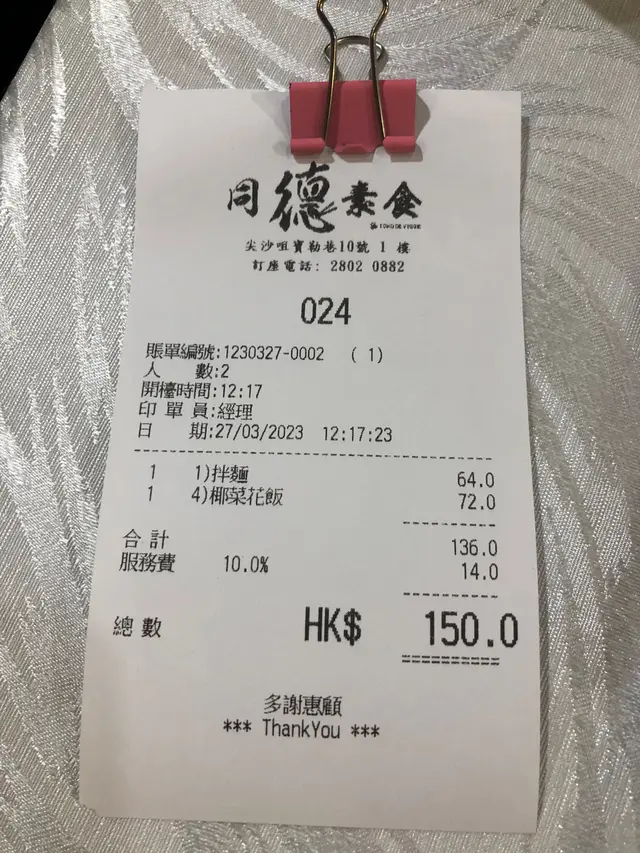 同德素食
尖沙咀寶勒巷10號 1 樓
訂座電話: 2802 0882
024
賬單編號:1230327-0002 ( 1)
人 數:2
開檯時間:12:17
印 單 員:經理
日 期:27/03/2023 12:17:23
1 1)拌麵 64.0
1 4)椰菜花飯 72.0
合 計 136.0
服務費 10.0% 14.0
總 數 HK$ 150.0
多謝惠顧
*** ThankYou ***